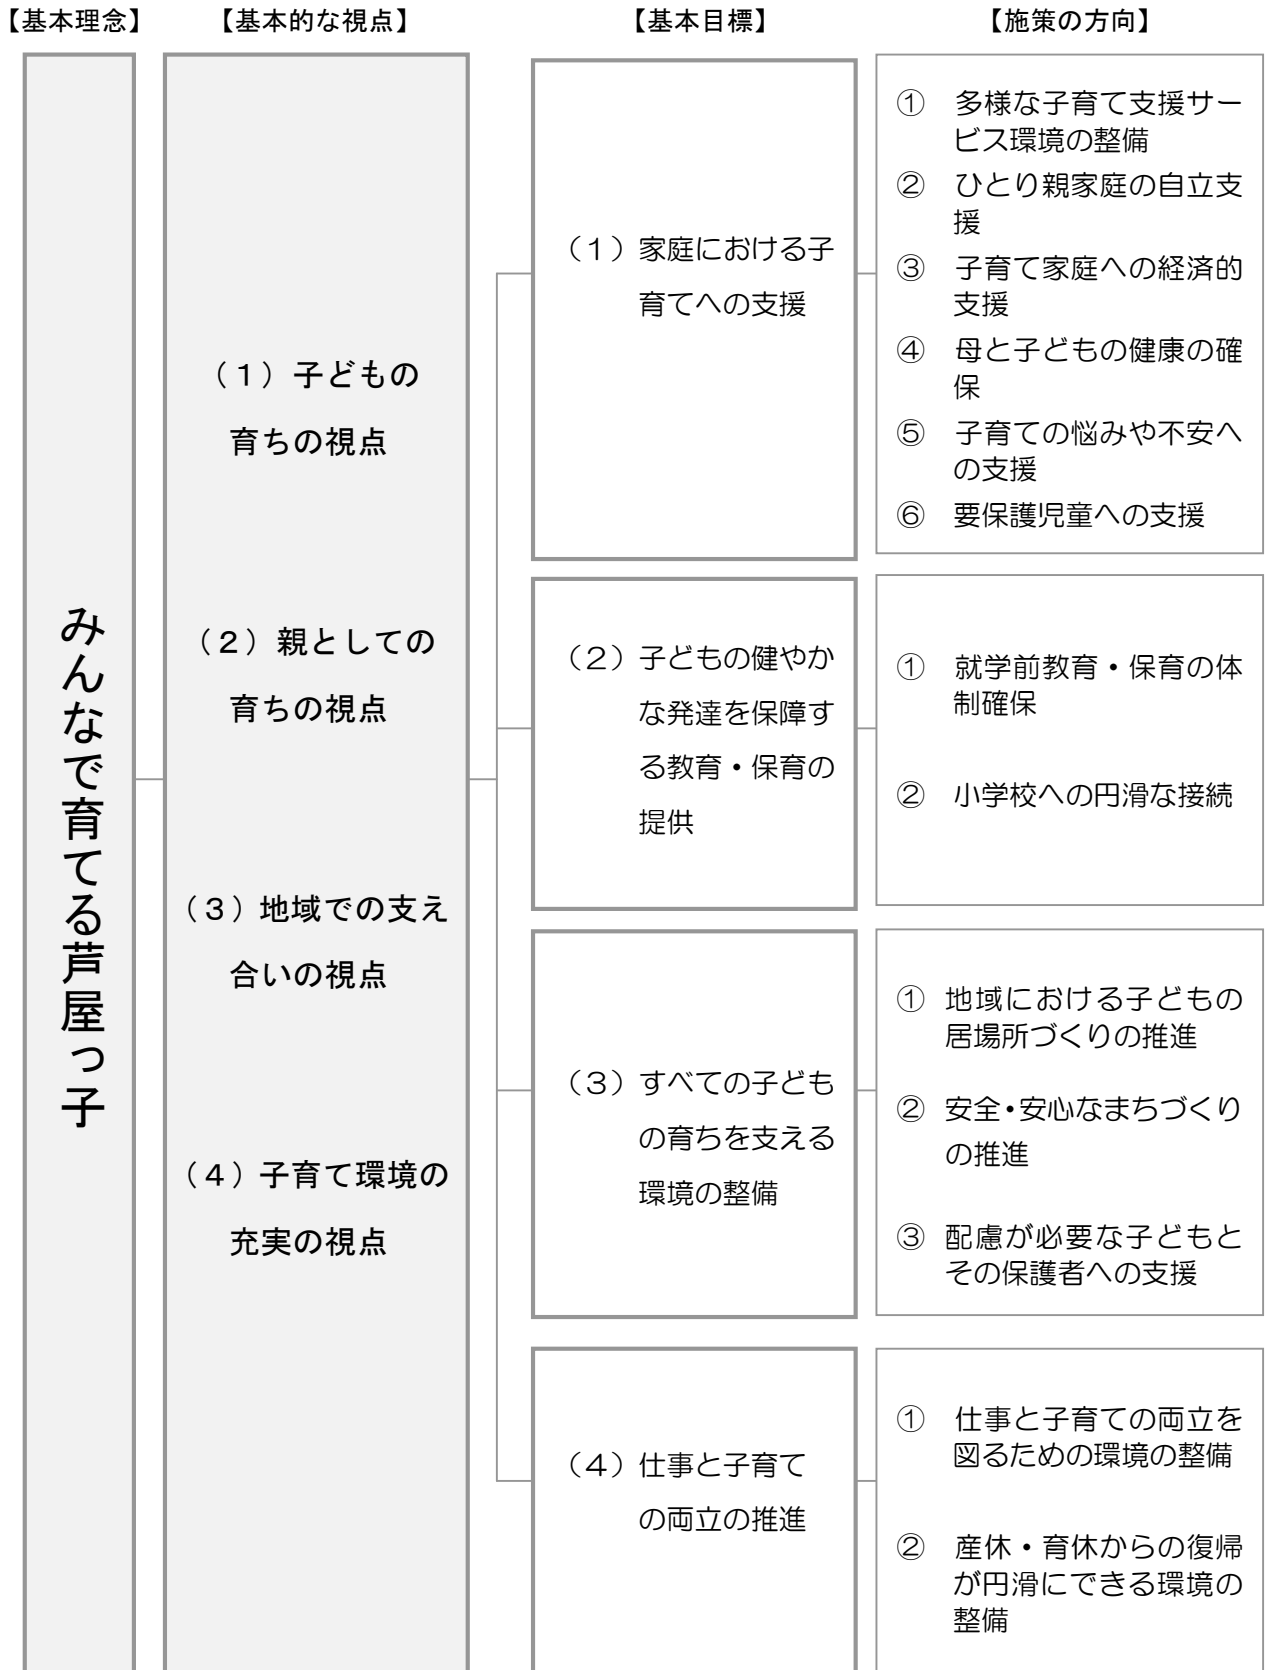 【基本理念】
【基本的な視点】
【基本目標】
【施策の方向】
みんなで育てる芦屋っ子
（１）子どもの
育ちの視点
（２）親としての
育ちの視点
（３）地域での支え
合いの視点
（４）子育て環境の
充実の視点
（１）家庭における子
育てへの支援
① 多様な子育て支援サー
ビス環境の整備
② ひとり親家庭の自立支
援
③ 子育て家庭への経済的
支援
④ 母と子どもの健康の確
保
⑤ 子育ての悩みや不安へ
の支援
⑥ 要保護児童への支援
（２）子どもの健やか
な発達を保障す
る教育・保育の
提供
① 就学前教育・保育の体
制確保
② 小学校への円滑な接続
（３）すべての子ども
の育ちを支える
環境の整備
① 地域における子どもの
居場所づくりの推進
② 安全・安心なまちづくり
の推進
③ 配慮が必要な子どもと
その保護者への支援
（４）仕事と子育て
の両立の推進
① 仕事と子育ての両立を
図るための環境の整備
② 産休・育休からの復帰
が円滑にできる環境の
整備